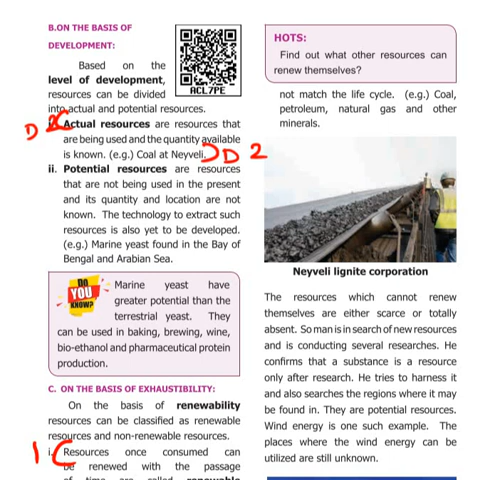 B.ON THE BASIS OF
DEVELOPMENT:
Based on the
level of development,
resources can be divided
into actual and potential resources.
ACL7PE
D 2
Actual resources are resources that
are being used and the quantity available
is known. (e.g.) Coal at Neyveli.
D 2
ii. Potential resources are resources
that are not being used in the present
and its quantity and location are not
known. The technology to extract such
resources is also yet to be developed.
(e.g.) Marine yeast found in the Bay of
Bengal and Arabian Sea.
DO
YOU
KNOW?
Marine yeast have
greater potential than the
terrestrial yeast. They
can be used in baking, brewing, wine,
bio-ethanol and pharmaceutical protein
production.
C. ON THE BASIS OF EXHAUSTIBILITY:
On the basis of renewability
resources can be classified as renewable
resources and non-renewable resources.
1
i. Resources once consumed can
be renewed with the passage
of time are called renewable
HOTS:
Find out what other resources can
renew themselves?
not match the life cycle. (e.g.) Coal,
petroleum, natural gas and other
minerals.
Neyveli lignite corporation
The resources which cannot renew
themselves are either scarce or totally
absent. So man is in search of new resources
and is conducting several researches. He
confirms that a substance is a resource
only after research. He tries to harness it
and also searches the regions where it may
be found in. They are potential resources.
Wind energy is one such example. The
places where the wind energy can be
utilized are still unknown.